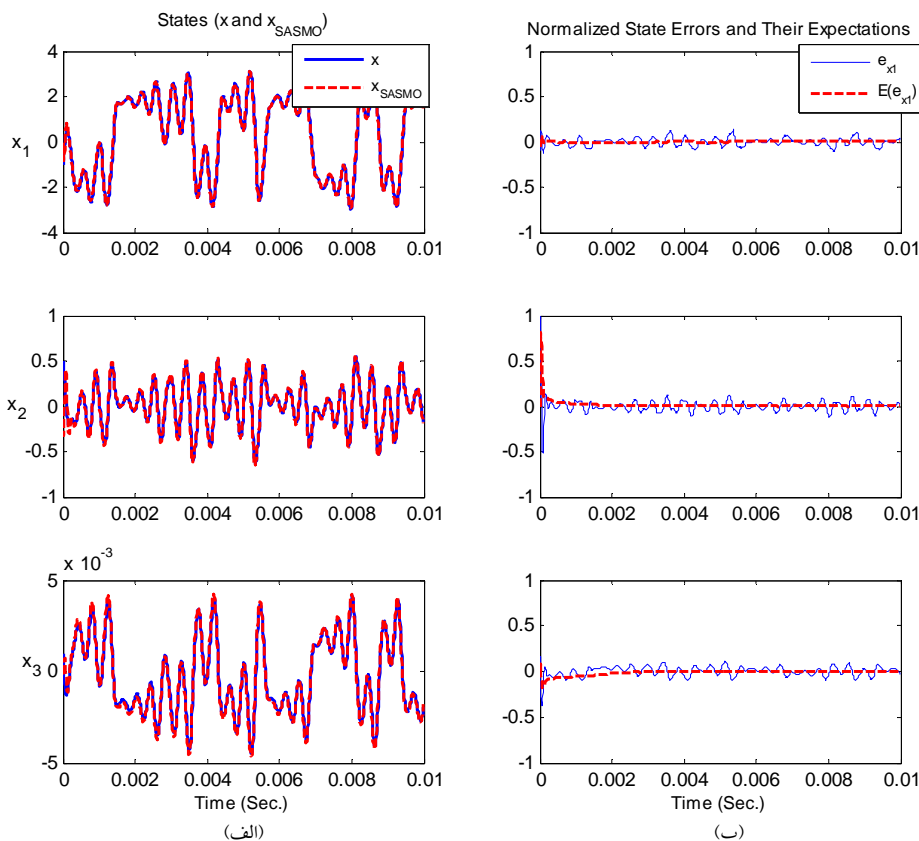 States (x and x_SASMO)
x
x_SASMO
4
2
0
-2
-4
x_1
0 0.002 0.004 0.006 0.008 0.01
Normalized State Errors and Their Expectations
e_x1
E(e_x1)
1
0.5
0
-0.5
-1
0 0.002 0.004 0.006 0.008 0.01
1
0.5
0
-0.5
-1
x_2
0 0.002 0.004 0.006 0.008 0.01
1
0.5
0
-0.5
-1
0 0.002 0.004 0.006 0.008 0.01
x 10^-3
5
0
-5
x_3
0 0.002 0.004 0.006 0.008 0.01
Time (Sec.)
(الف)
1
0.5
0
-0.5
-1
0 0.002 0.004 0.006 0.008 0.01
Time (Sec.)
(ب)